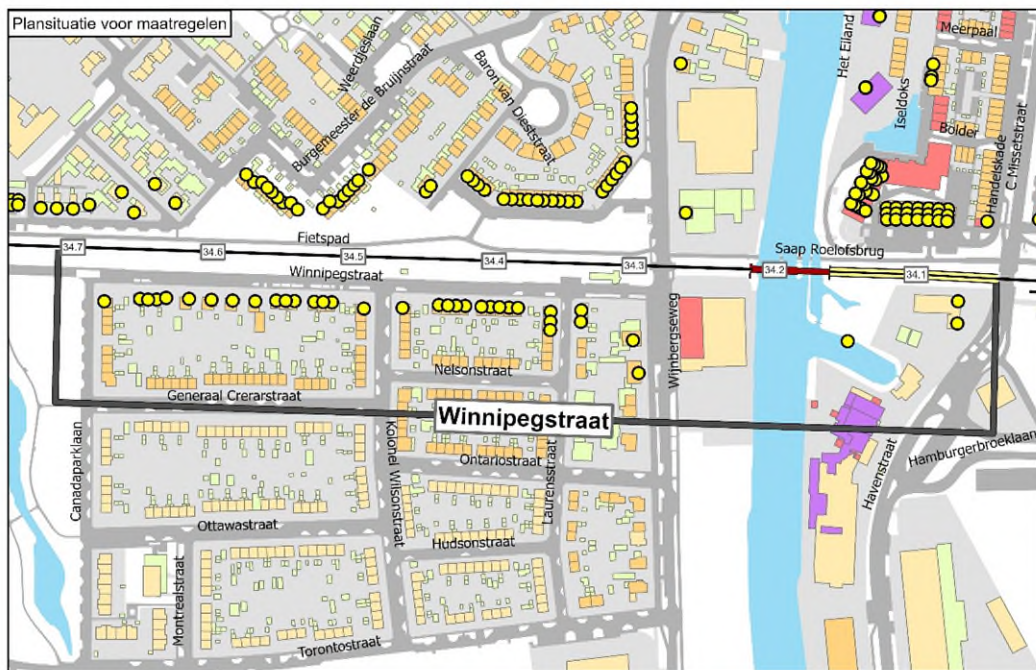 Plansituatie voor maatregelen
Weerdjeslaan
Burgemeester de Bruijnstraat
Baron van Dieststraat
Het Eiland
Meerpaal
Iseldoks
Bolder
Handelskade
C.Missetstraat
Fietspad
Saap Roelofsbrug
34.7
34.6
34.5
34.4
34.3
34.2
34.1
Winnipegstraat
Wijnbergseweg
Nelsonstraat
Generaal Crerarstraat
Winnipegstraat
Canadaparklaan
Kolonel Wilsonstraat
Ontariostraat
Laurensstraat
Havenstraat
Hamburgerbroeklaan
Ottawastraat
Hudsonstraat
Montrealstraat
Torontostraat